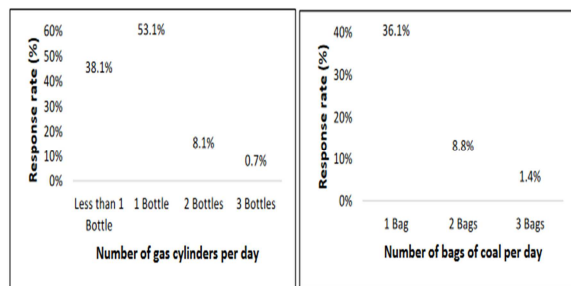 60%
50%
40%
30%
20%
10%
0%
Response rate (%)
38.1%
53.1%
8.1%
0.7%
Less than 1 Bottle
1 Bottle
2 Bottles
3 Bottles
Number of gas cylinders per day
40%
30%
20%
10%
0%
Response rate (%)
36.1%
8.8%
1.4%
1 Bag
2 Bags
3 Bags
Number of bags of coal per day